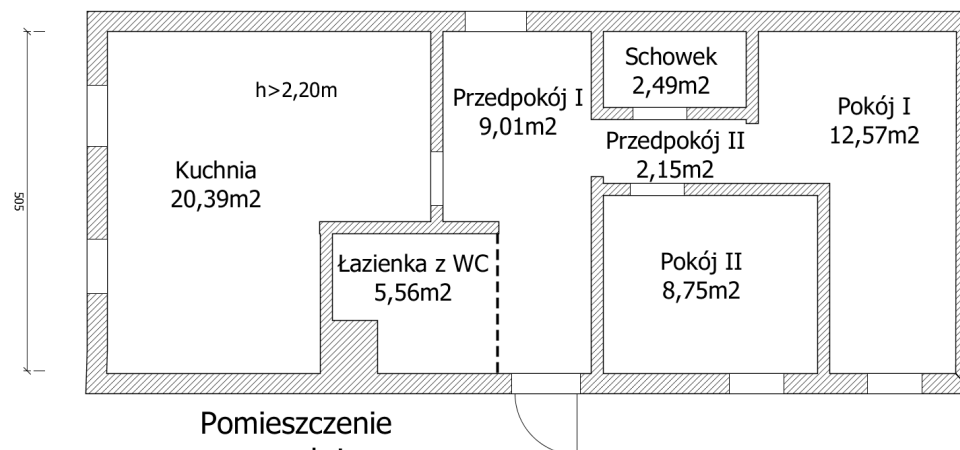 h>2,20m
Kuchnia
20,39m2
Przedpokój I
9,01m2
Schowek
2,49m2
Przedpokój II
2,15m2
Pokój I
12,57m2
Łazienka z WC
5,56m2
Pokój II
8,75m2
505
Pomieszczenie